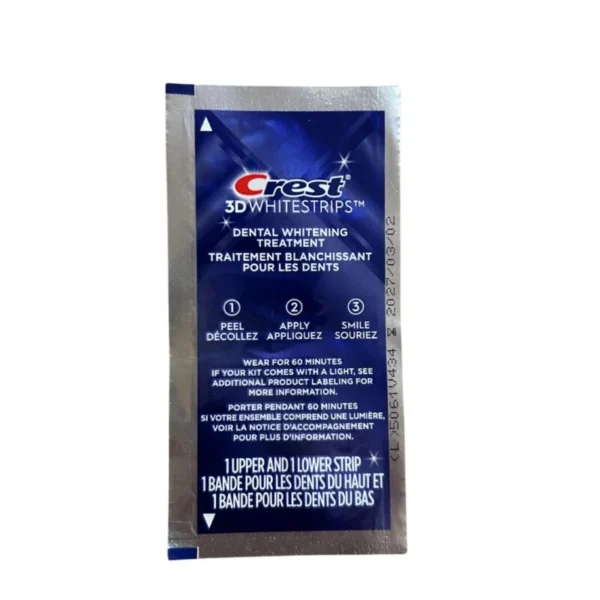 Crest®
3DWHITESTRIPS™
DENTAL WHITENING
TREATMENT
TRAITEMENT BLANCHISSANT
POUR LES DENTS
1 2 3
PEEL APPLY SMILE
DÉCOLLEZ APPLIQUEZ SOURIEZ
WEAR FOR 60 MINUTES
IF YOUR KIT COMES WITH A LIGHT, SEE
ADDITIONAL PRODUCT LABELING FOR
MORE INFORMATION.
PORTER PENDANT 60 MINUTES
SI VOTRE ENSEMBLE COMPREND UNE LUMIÈRE,
VOIR LA NOTICE D'ACCOMPAGNEMENT
POUR PLUS D'INFORMATION.
1 UPPER AND 1 LOWER STRIP
1 BANDE POUR LES DENTS DU HAUT ET
1 BANDE POUR LES DENTS DU BAS
(L)5061V434 ⌛ 2027/03/02